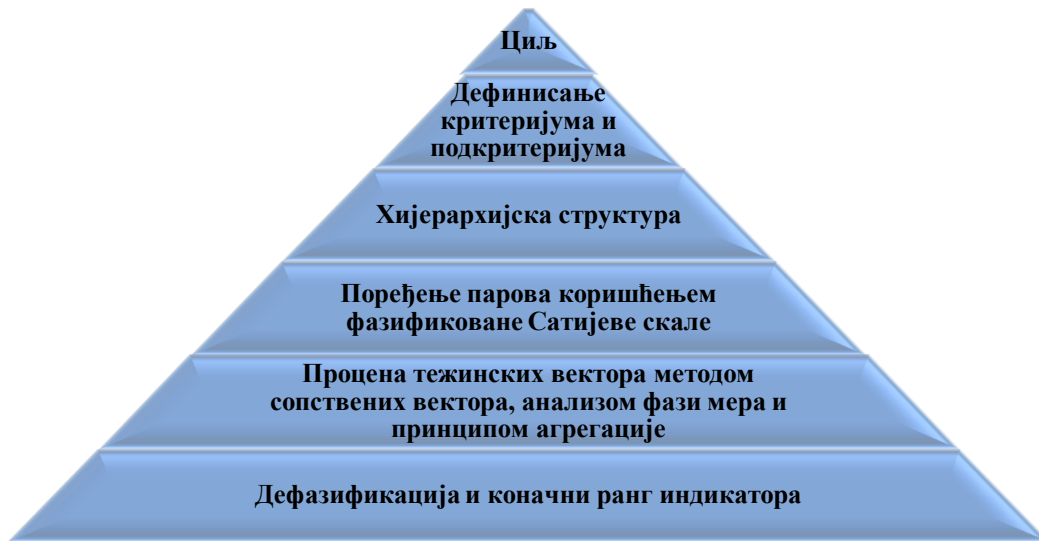 Циљ
Дефинисање
критеријума и
подкритеријума
Хијерархијска структура
Поређење парова коришћењем
фазификоване Сатијеве скале
Процена тежинских вектора методом
сопствених вектора, анализом фази мера и
принципом агрегације
Дефазификација и коначни ранг индикатора